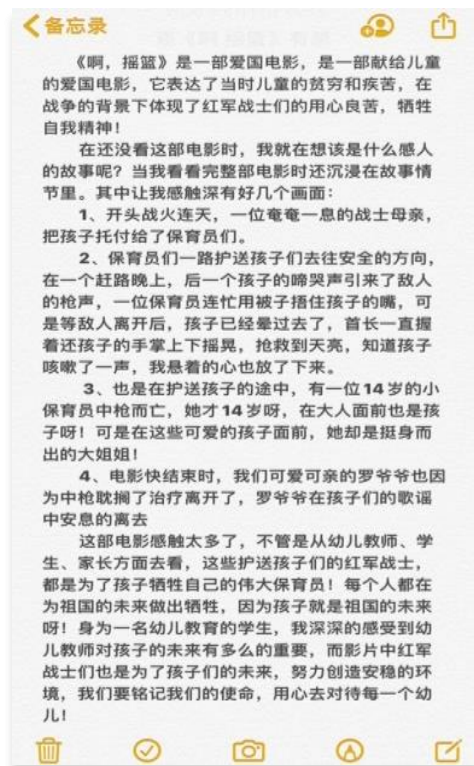 备忘录
《啊，摇篮》是一部爱国电影，是一部献给儿童
的爱国电影，它表达了当时儿童的贫穷和疾苦，在
战争的背景下体现了红军战士们的用心良苦，牺牲
自我精神！
在还没看这部电影时，我就在想该是什么感人
的故事呢？当我看看完整部电影时还沉浸在故事情
节里。其中让我感触深有好几个画面：
1、开头战火连天，一位奄奄一息的战士母亲，
把孩子托付给了保育员们。
2、保育员们一路护送孩子们去往安全的方向，
在一个赶路晚上，后一个孩子的啼哭声引来了敌人
的枪声，一位保育员连忙用被子捂住孩子的嘴，可
是等敌人离开后，孩子已经晕过去了，首长一直握
着还孩子的手掌上下摇晃，抢救到天亮，知道孩子
咳嗽了一声，我悬着的心也放了下来。
3、也是在护送孩子的途中，有一位14岁的小
保育员中枪而亡，她才14岁呀，在大人面前也是孩
子呀！可是在这些可爱的孩子面前，她却是挺身而
出的大姐姐！
4、电影快结束时，我们可爱可亲的罗爷爷也因
为中枪耽搁了治疗离开了，罗爷爷在孩子们的歌谣
中安息的离去
这部电影感触太多了，不管是从幼儿教师、学
生、家长方面去看，这些护送孩子们的红军战士，
都是为了孩子牺牲自己的伟大保育员！每个人都在
为祖国的未来做出牺牲，因为孩子就是祖国的未来
呀！身为一名幼儿教育的学生，我深深的感受到幼
儿教师对孩子的未来有多么的重要，而影片中红军
战士们也是为了孩子们的未来，努力创造安稳的环
境，我们要铭记我们的使命，用心去对待每一个幼
儿！